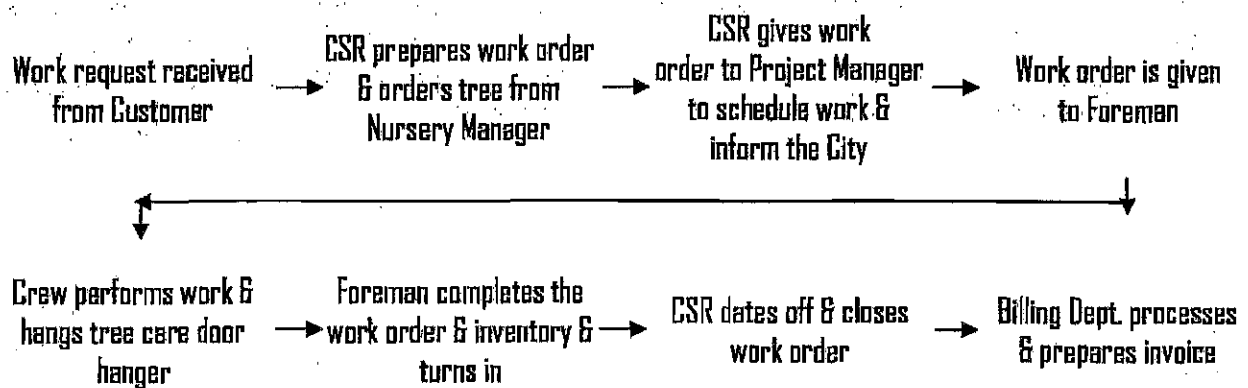 Work request received
from Customer
CSR prepares work order
& orders tree from
Nursery Manager
CSR gives work
order to Project Manager
to schedule work &
inform the City
Work order is given
to Foreman
Crew performs work &
hangs tree care door
hanger
Foreman completes the
work order & inventory &
turns in
CSR dates off & closes
work order
Billing Dept. processes
& prepares invoice